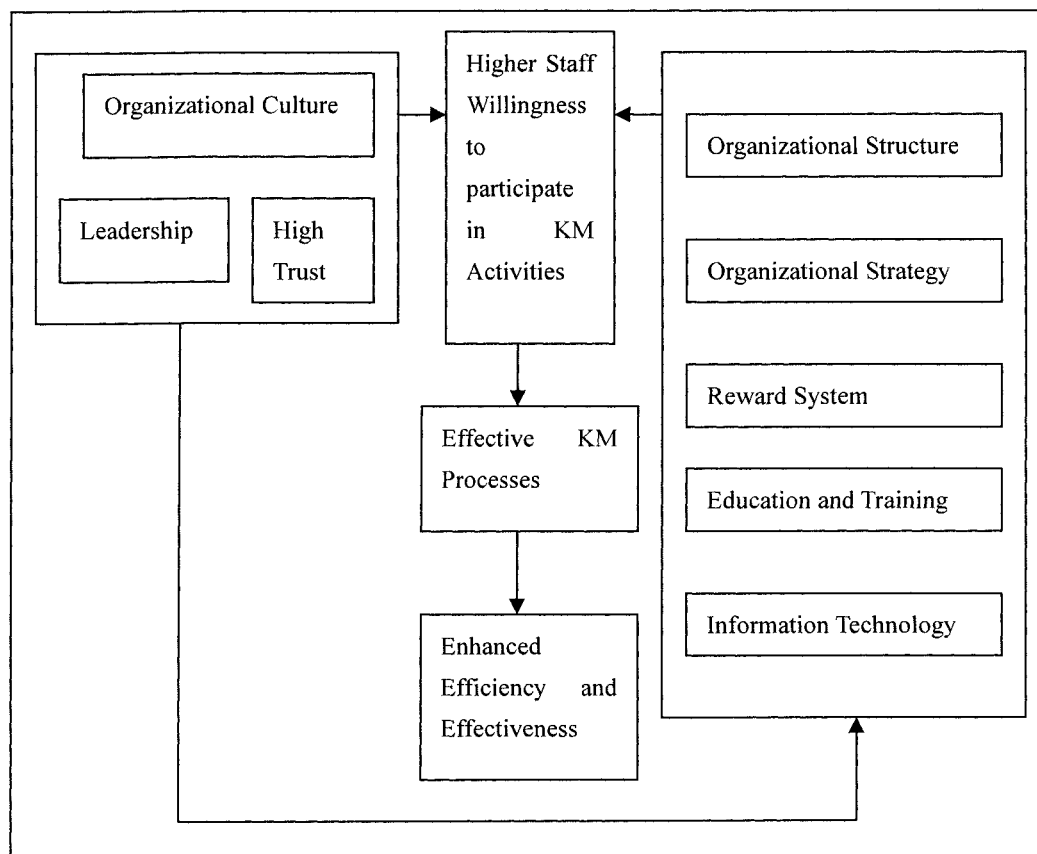 Organizational Culture
Leadership
High
Trust
Higher Staff
Willingness
to
participate
in KM
Activities
Effective KM
Processes
Enhanced
Efficiency and
Effectiveness
Organizational Structure
Organizational Strategy
Reward System
Education and Training
Information Technology